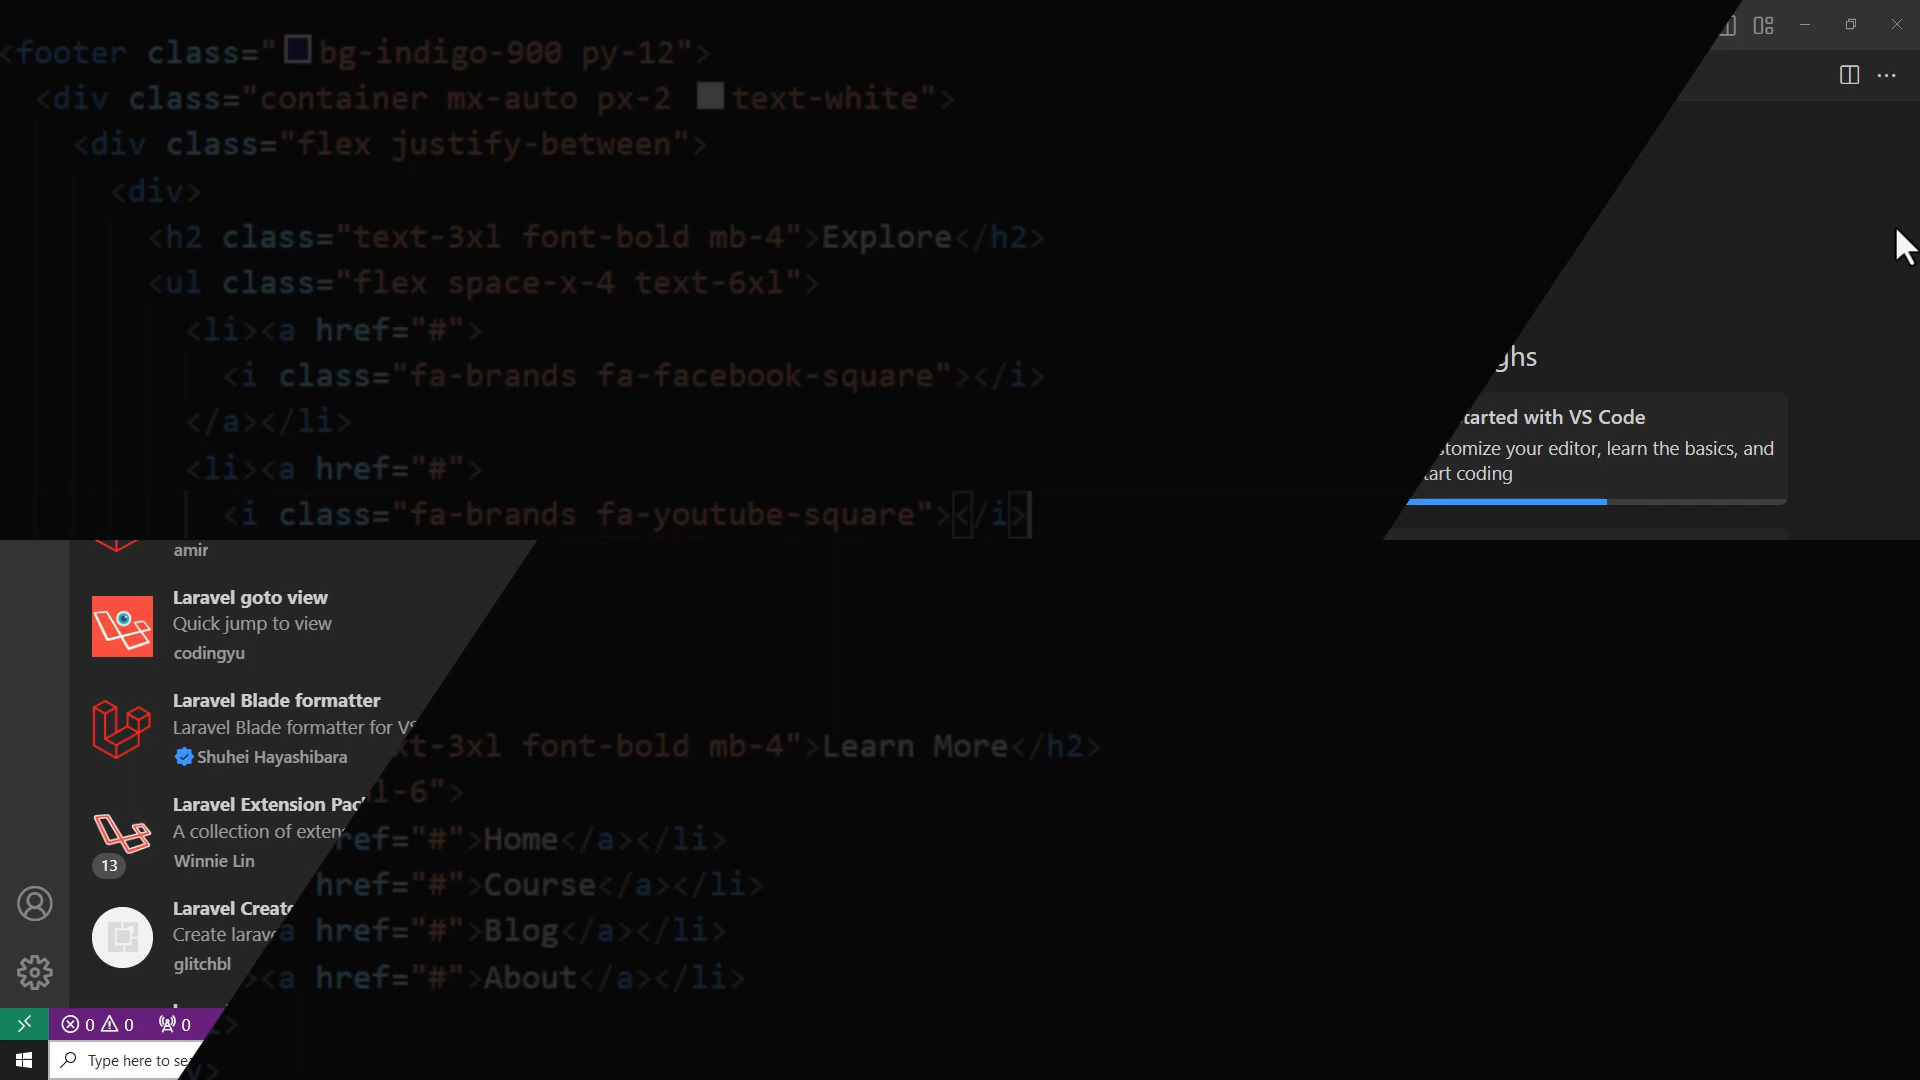 <footer class="bg-indigo-900 py-12">
<div class="container mx-auto px-2 text-white">
<div class="flex justify-between">
<div>
<h2 class="text-3xl font-bold mb-4">Explore</h2>
<ul class="flex space-x-4 text-6xl">
<li><a href="#">
<i class="fa-brands fa-facebook-square"></i>
</a></li>
<li><a href="#">
<i class="fa-brands fa-youtube-square"></i>
ghs
tarted with VS Code
tomize your editor, learn the basics, and
art coding
amir
Laravel goto view
Quick jump to view
codingyu
Laravel Blade formatter
Laravel Blade formatter for VS
Shuhei Hayashibara
Laravel Extension Pac
A collection of exten
Winnie Lin
13
Laravel Create
Create larav
glitchbl
xt-3xl font-bold mb-4">Learn More</h2>
l-6">
ref="#">Home</a></li>
href="#">Course</a></li>
a href="#">Blog</a></li>
><a href="#">About</a></li>
>
v>
0 0 0
Type here to sea